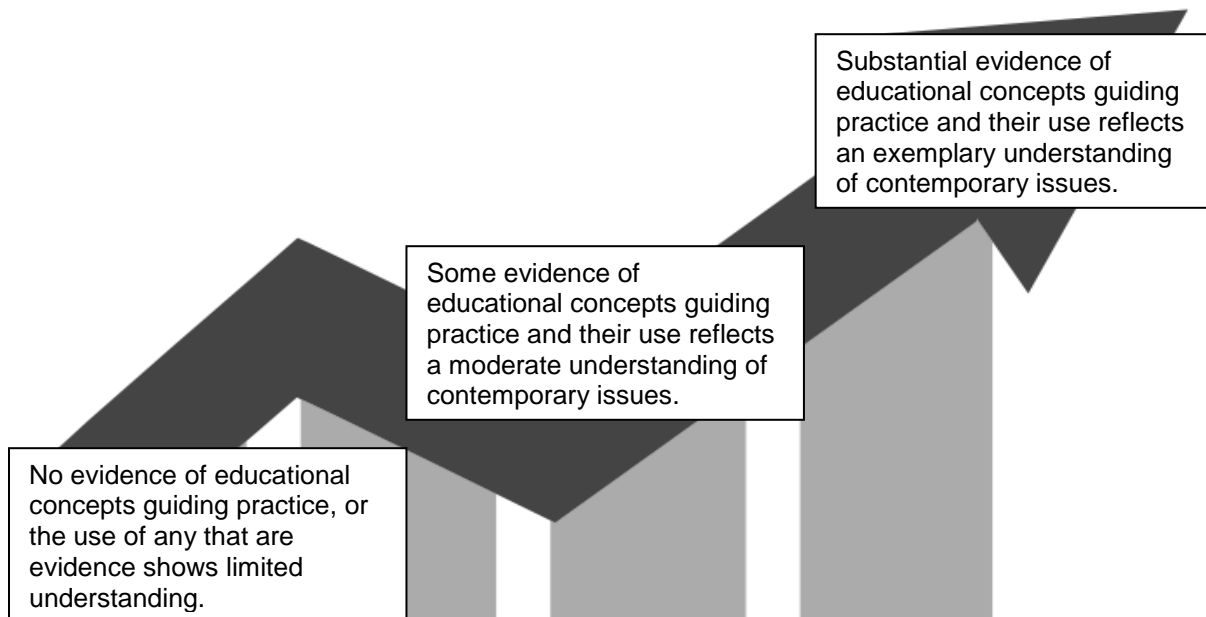 Substantial evidence of
educational concepts guiding
practice and their use reflects
an exemplary understanding
of contemporary issues.
Some evidence of
educational concepts guiding
practice and their use reflects
a moderate understanding of
contemporary issues.
No evidence of educational
concepts guiding practice, or
the use of any that are
evidence shows limited
understanding.